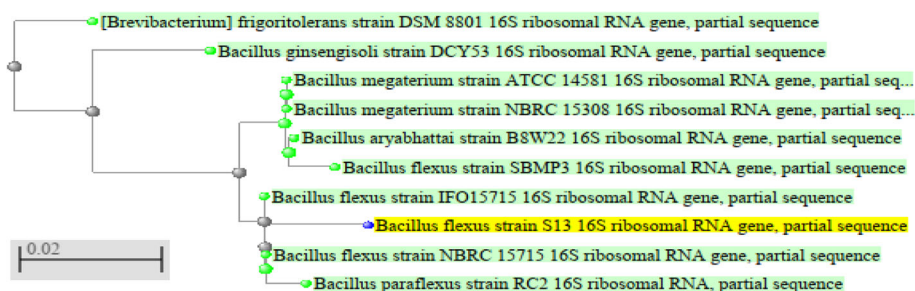 [Brevibacterium] frigoritolerans strain DSM 8801 16S ribosomal RNA gene, partial sequence
Bacillus ginsengisoli strain DCY53 16S ribosomal RNA gene, partial sequence
Bacillus megaterium strain ATCC 14581 16S ribosomal RNA gene, partial seq...
Bacillus megaterium strain NBRC 15308 16S ribosomal RNA gene, partial seq...
Bacillus aryabhattai strain B8W22 16S ribosomal RNA gene, partial sequence
Bacillus flexus strain SBMP3 16S ribosomal RNA gene, partial sequence
Bacillus flexus strain IFO15715 16S ribosomal RNA gene, partial sequence
Bacillus flexus strain S13 16S ribosomal RNA gene, partial sequence
0.02
Bacillus flexus strain NBRC 15715 16S ribosomal RNA gene, partial sequence
Bacillus paraflexus strain RC2 16S ribosomal RNA, partial sequence